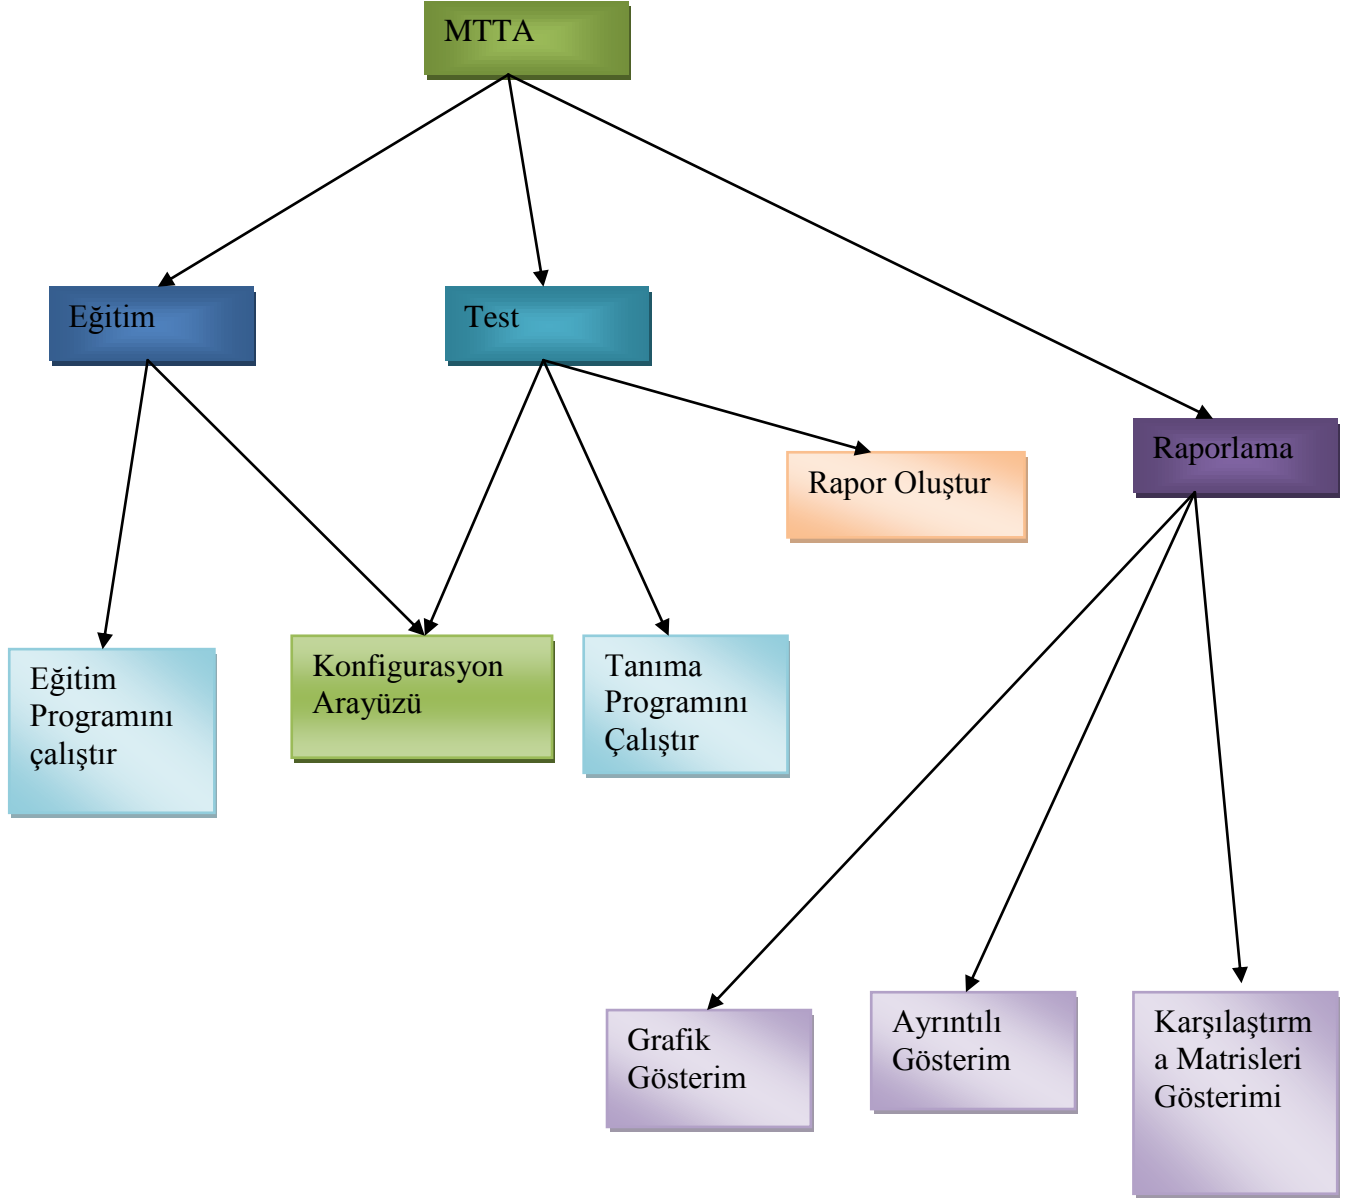 MTTA
Eğitim
Test
Raporlama
Rapor Oluştur
Eğitim
Programını
çalıştır
Konfigurasyon
Arayüzü
Tanıma
Programını
Çalıştır
Grafik
Gösterim
Ayrıntılı
Gösterim
Karşılaştırm
a Matrisleri
Gösterimi